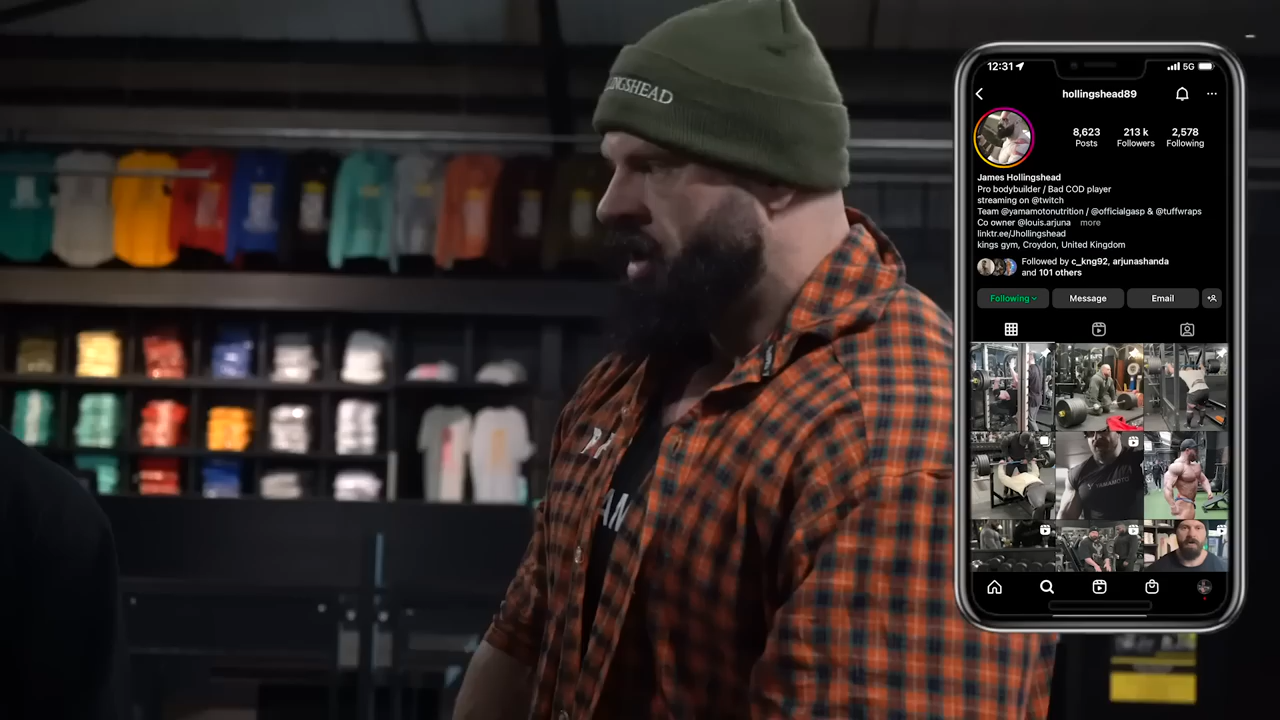 NGSHEAD
12:31
5G
hollingshead89
8,623
213 k
2,578
Posts
Followers
Following
James Hollingshead
Pro bodybuilder / Bad COD player
streaming on @twitch
Team @yamamotonutrition / @officialgasp & @tuffwraps
Co owner @louis.arjuna more
linktr.ee/Jhollingshead
kings gym, Croydon, United Kingdom
Followed by c_kng92, arjunashanda
and 101 others
Following
Message
Email
YAMAMOTO